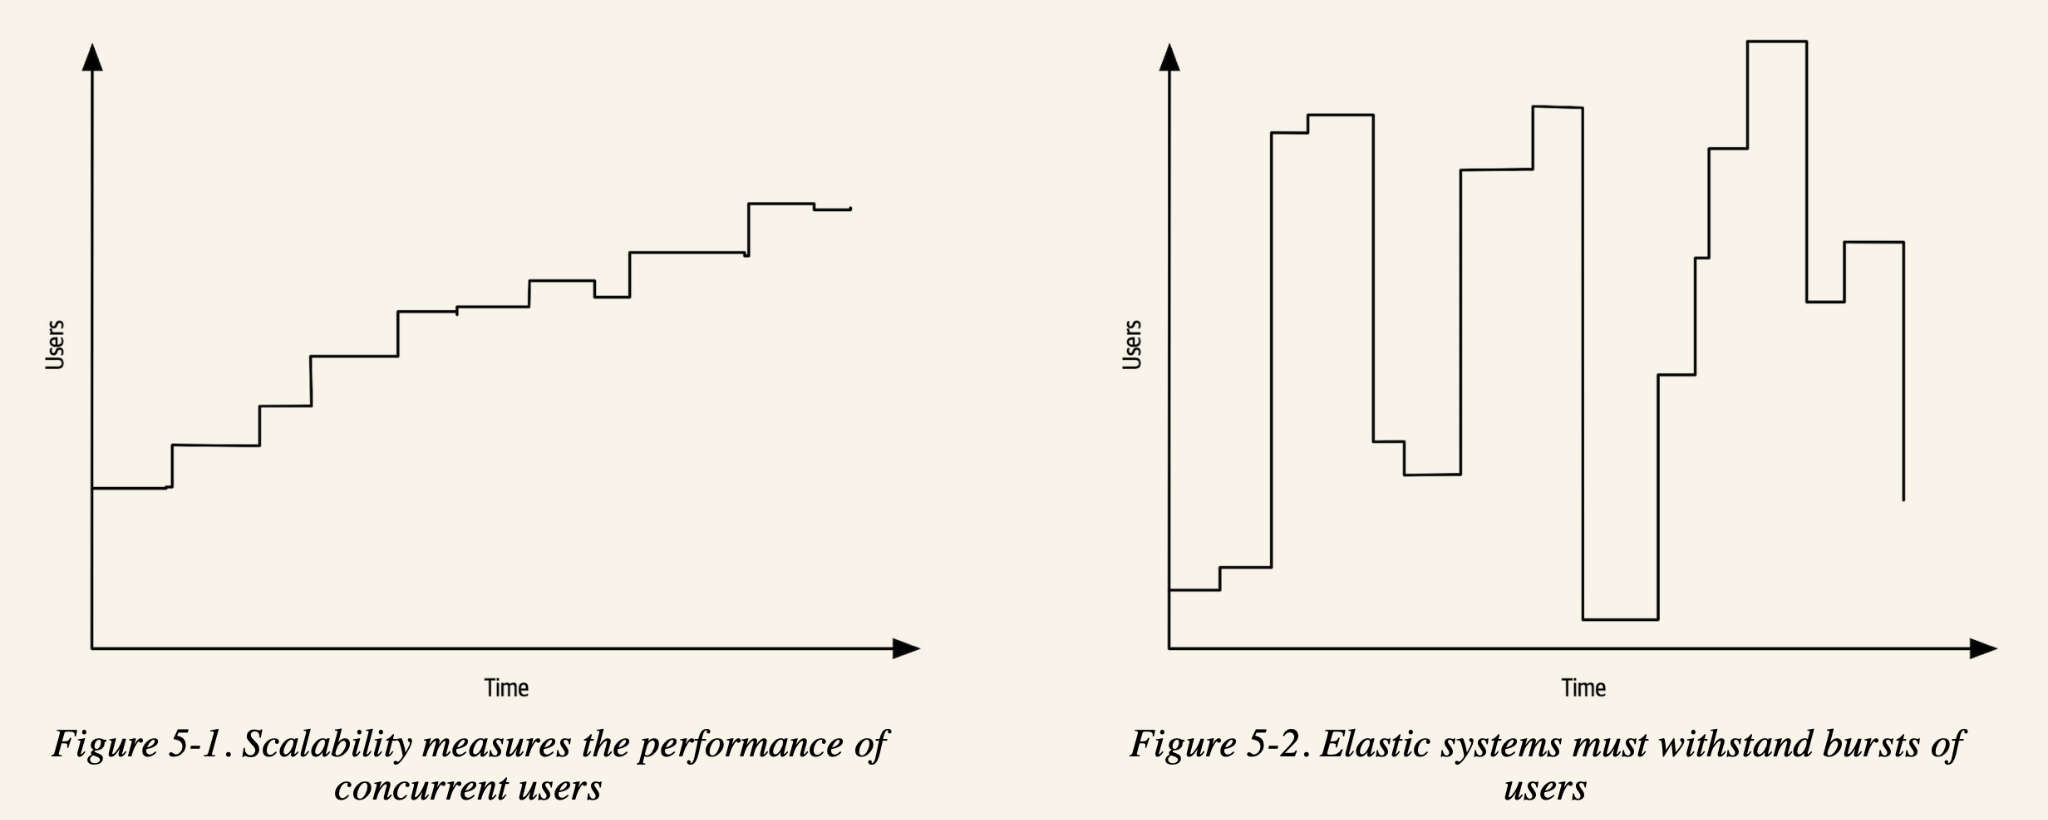 Users
Time
Figure 5-1. Scalability measures the performance of
concurrent users
Users
Time
Figure 5-2. Elastic systems must withstand bursts of
users